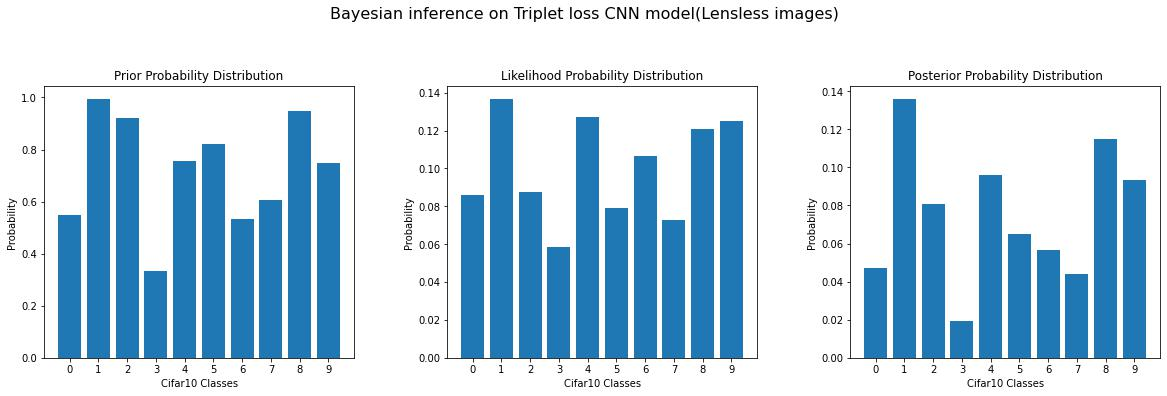 Bayesian inference on Triplet loss CNN model(Lensless images)
Prior Probability Distribution
Probability
1.0
0.8
0.6
0.4
0.2
0.0
0 1 2 3 4 5 6 7 8 9
Cifar10 Classes
Likelihood Probability Distribution
Probability
0.14
0.12
0.10
0.08
0.06
0.04
0.02
0.00
0 1 2 3 4 5 6 7 8 9
Cifar10 Classes
Posterior Probability Distribution
Probability
0.14
0.12
0.10
0.08
0.06
0.04
0.02
0.00
0 1 2 3 4 5 6 7 8 9
Cifar10 Classes